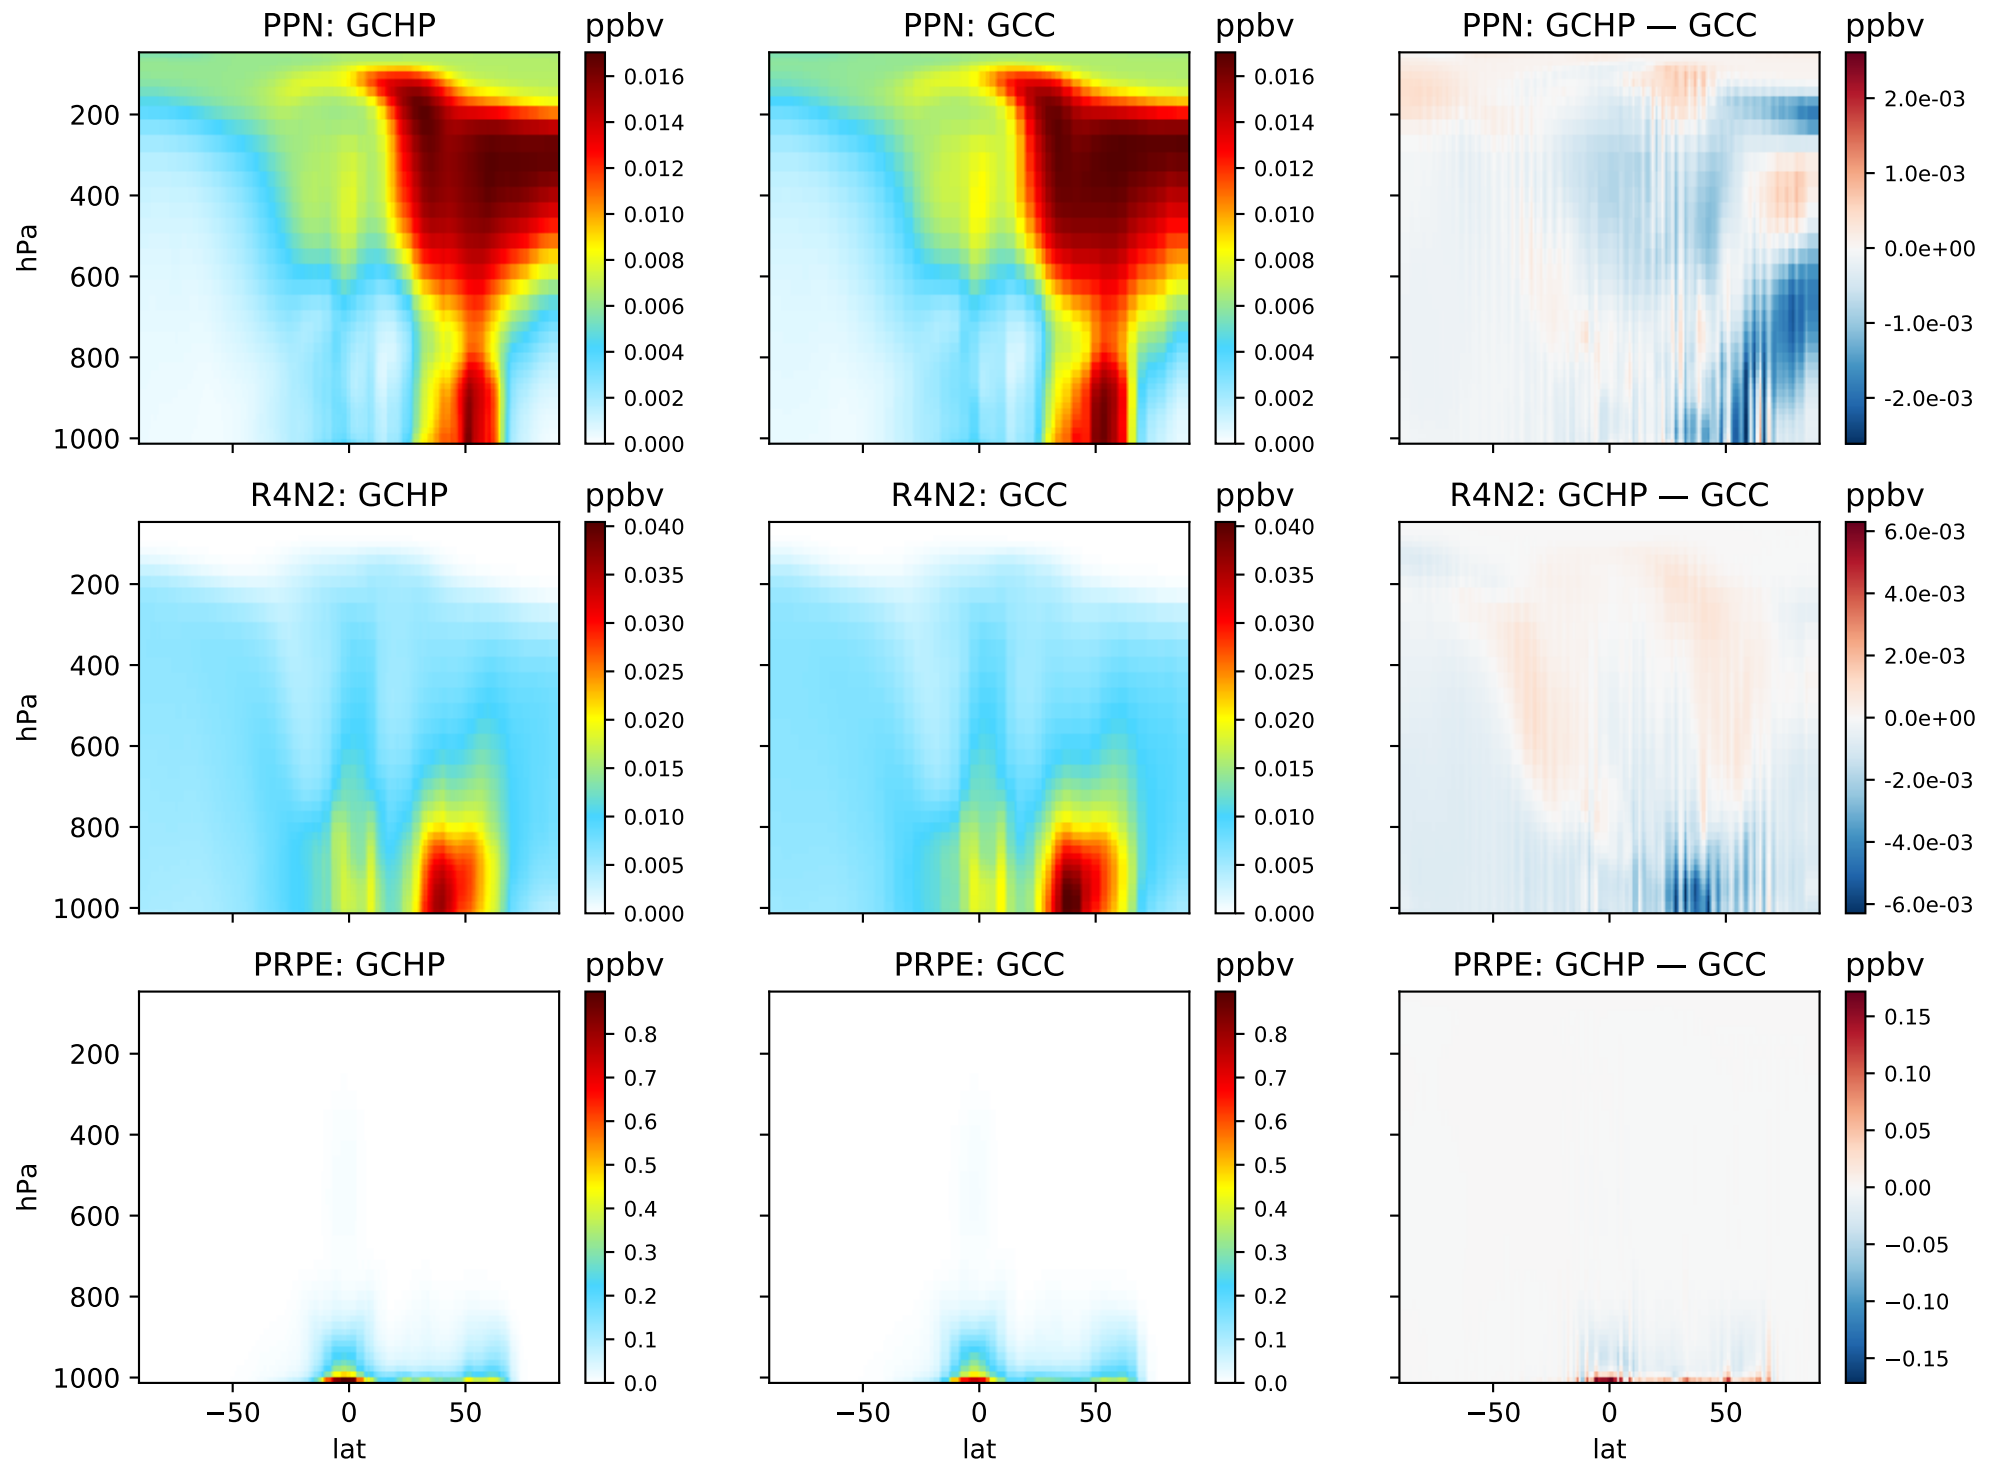 PPN: GCHP
ppbv
PPN: GCC
ppbv
PPN: GCHP — GCC
ppbv
hPa
200
400
600
800
1000
0.016
0.014
0.012
0.010
0.008
0.006
0.004
0.002
0.000
0.016
0.014
0.012
0.010
0.008
0.006
0.004
0.002
0.000
2.0e-03
1.0e-03
0.0e+00
-1.0e-03
-2.0e-03
R4N2: GCHP
ppbv
R4N2: GCC
ppbv
R4N2: GCHP — GCC
ppbv
hPa
200
400
600
800
1000
0.040
0.035
0.030
0.025
0.020
0.015
0.010
0.005
0.000
0.040
0.035
0.030
0.025
0.020
0.015
0.010
0.005
0.000
6.0e-03
4.0e-03
2.0e-03
0.0e+00
-2.0e-03
-4.0e-03
-6.0e-03
PRPE: GCHP
ppbv
PRPE: GCC
ppbv
PRPE: GCHP — GCC
ppbv
hPa
200
400
600
800
1000
0.8
0.7
0.6
0.5
0.4
0.3
0.2
0.1
0.0
0.8
0.7
0.6
0.5
0.4
0.3
0.2
0.1
0.0
0.15
0.10
0.05
0.00
−0.05
−0.10
−0.15
−50 0 50
−50 0 50
−50 0 50
lat
lat
lat